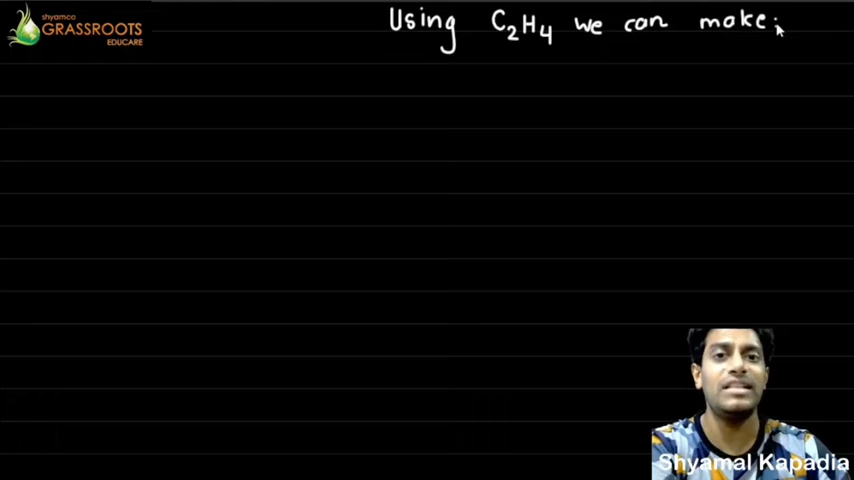 shyamco
GRASSROOTS
EDUCARE
Using C₂H₄ we can make:
Shyamal Kapadia